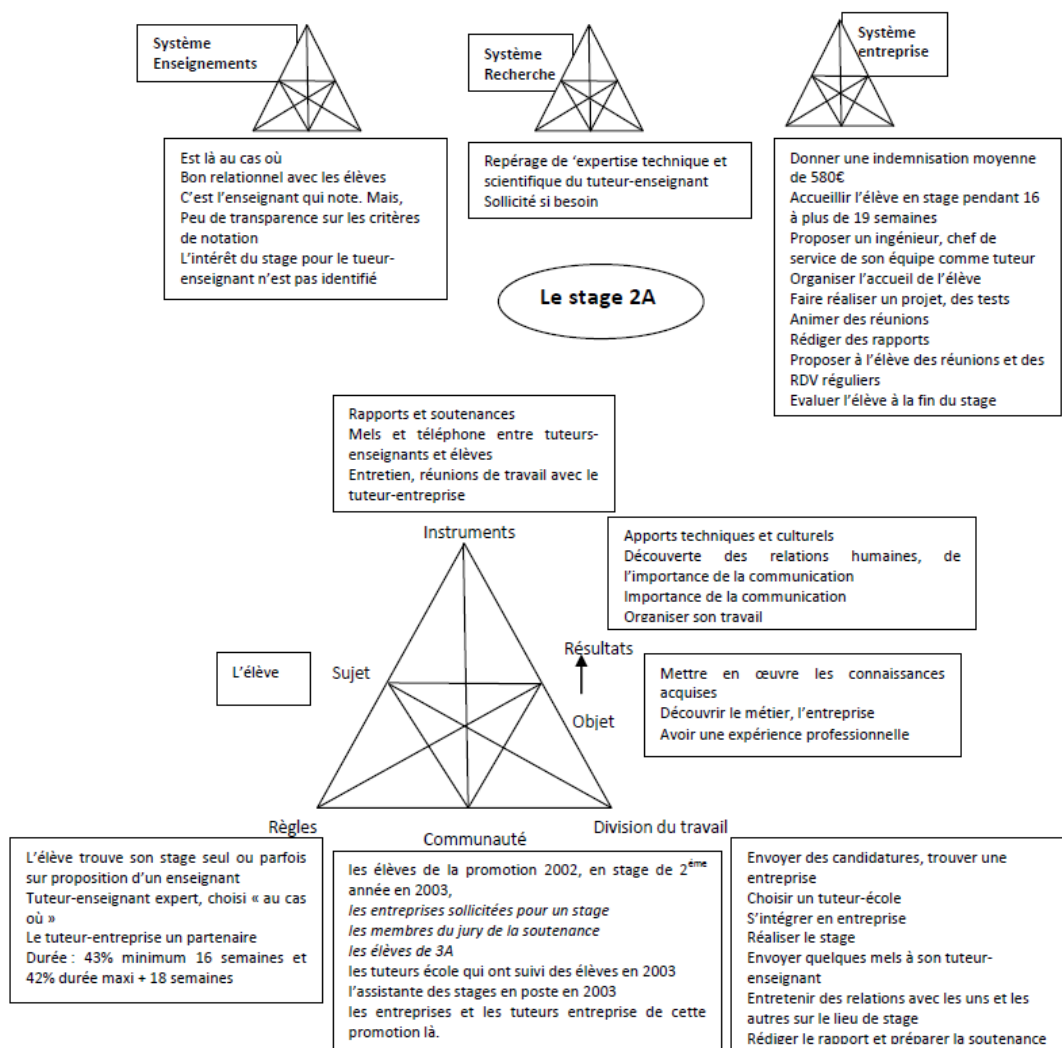 Système
Enseignements
Système
Recherche
Système
entreprise
Est là au cas où
Bon relationnel avec les élèves
C'est l'enseignant qui note. Mais,
Peu de transparence sur les critères
de notation
L'intérêt du stage pour le tueur-
enseignant n'est pas identifié
Repérage de 'expertise technique et
scientifique du tuteur-enseignant
Sollicité si besoin
Donner une indemnisation moyenne
de 580€
Accueillir l'élève en stage pendant 16
à plus de 19 semaines
Proposer un ingénieur, chef de
service de son équipe comme tuteur
Organiser l'accueil de l'élève
Faire réaliser un projet, des tests
Animer des réunions
Rédiger des rapports
Proposer à l'élève des réunions et des
RDV réguliers
Evaluer l'élève à la fin du stage
Le stage 2A
Rapports et soutenances
Mels et téléphone entre tuteurs-
enseignants et élèves
Entretien, réunions de travail avec le
tuteur-entreprise
Instruments
Apports techniques et culturels
Découverte des relations humaines, de
l'importance de la communication
Importance de la communication
Organiser son travail
Résultats
L'élève
Sujet
Mettre en œuvre les connaissances
acquises
Découvrir le métier, l'entreprise
Avoir une expérience professionnelle
Objet
Règles
Communauté
Division du travail
L'élève trouve son stage seul ou parfois
sur proposition d'un enseignant
Tuteur-enseignant expert, choisi « au cas
où »
Le tuteur-entreprise un partenaire
Durée : 43% minimum 16 semaines et
42% durée maxi + 18 semaines
les élèves de la promotion 2002, en stage de 2éme
année en 2003,
les entreprises sollicitées pour un stage
les membres du jury de la soutenance
les élèves de 3A
les tuteurs école qui ont suivi des élèves en 2003
l'assistante des stages en poste en 2003
les entreprises et les tuteurs entreprise de cette
promotion là.
Envoyer des candidatures, trouver une
entreprise
Choisir un tuteur-école
S'intégrer en entreprise
Réaliser le stage
Envoyer quelques mels à son tuteur-
enseignant
Entretenir des relations avec les uns et les
autres sur le lieu de stage
Rédiger le rapport et préparer la soutenance